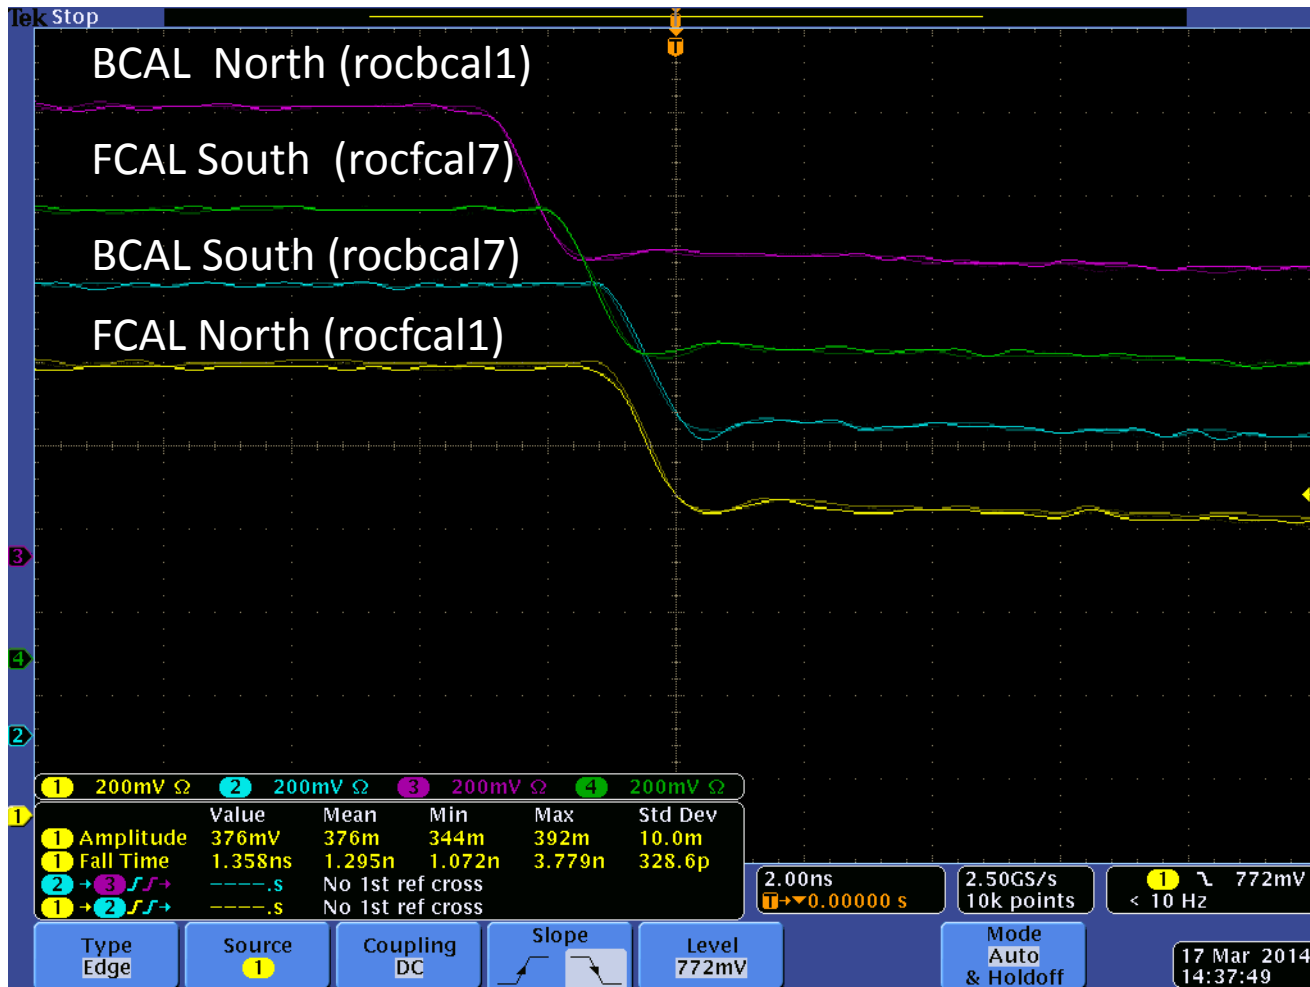 Tek Stop
T
T
BCAL North (rocbcal1)
FCAL South (rocfcal7)
BCAL South (rocbcal7)
FCAL North (rocfcal1)
3
4
2
1
1 200mV Ω 2 200mV Ω 3 200mV Ω 4 200mV Ω
Value Mean Min Max Std Dev
1 Amplitude 376mV 376m 344m 392m 10.0m
1 Fall Time 1.358ns 1.295n 1.072n 3.779n 328.6p
2 → 3 ----.s No 1st ref cross
1 → 2 ----.s No 1st ref cross
2.00ns
T→▼0.00000 s
2.50GS/s
10k points
1 772mV
< 10 Hz
Type
Edge
Source
1
Coupling
DC
Slope
Level
772mV
Mode
Auto
& Holdoff
17 Mar 2014
14:37:49